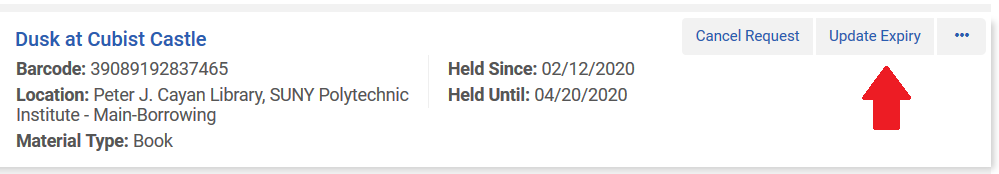 Dusk at Cubist Castle
Cancel Request
Update Expiry
•••
Barcode: 39089192837465
Location: Peter J. Cayan Library, SUNY Polytechnic
Institute - Main-Borrowing
Material Type: Book
Held Since: 02/12/2020
Held Until: 04/20/2020